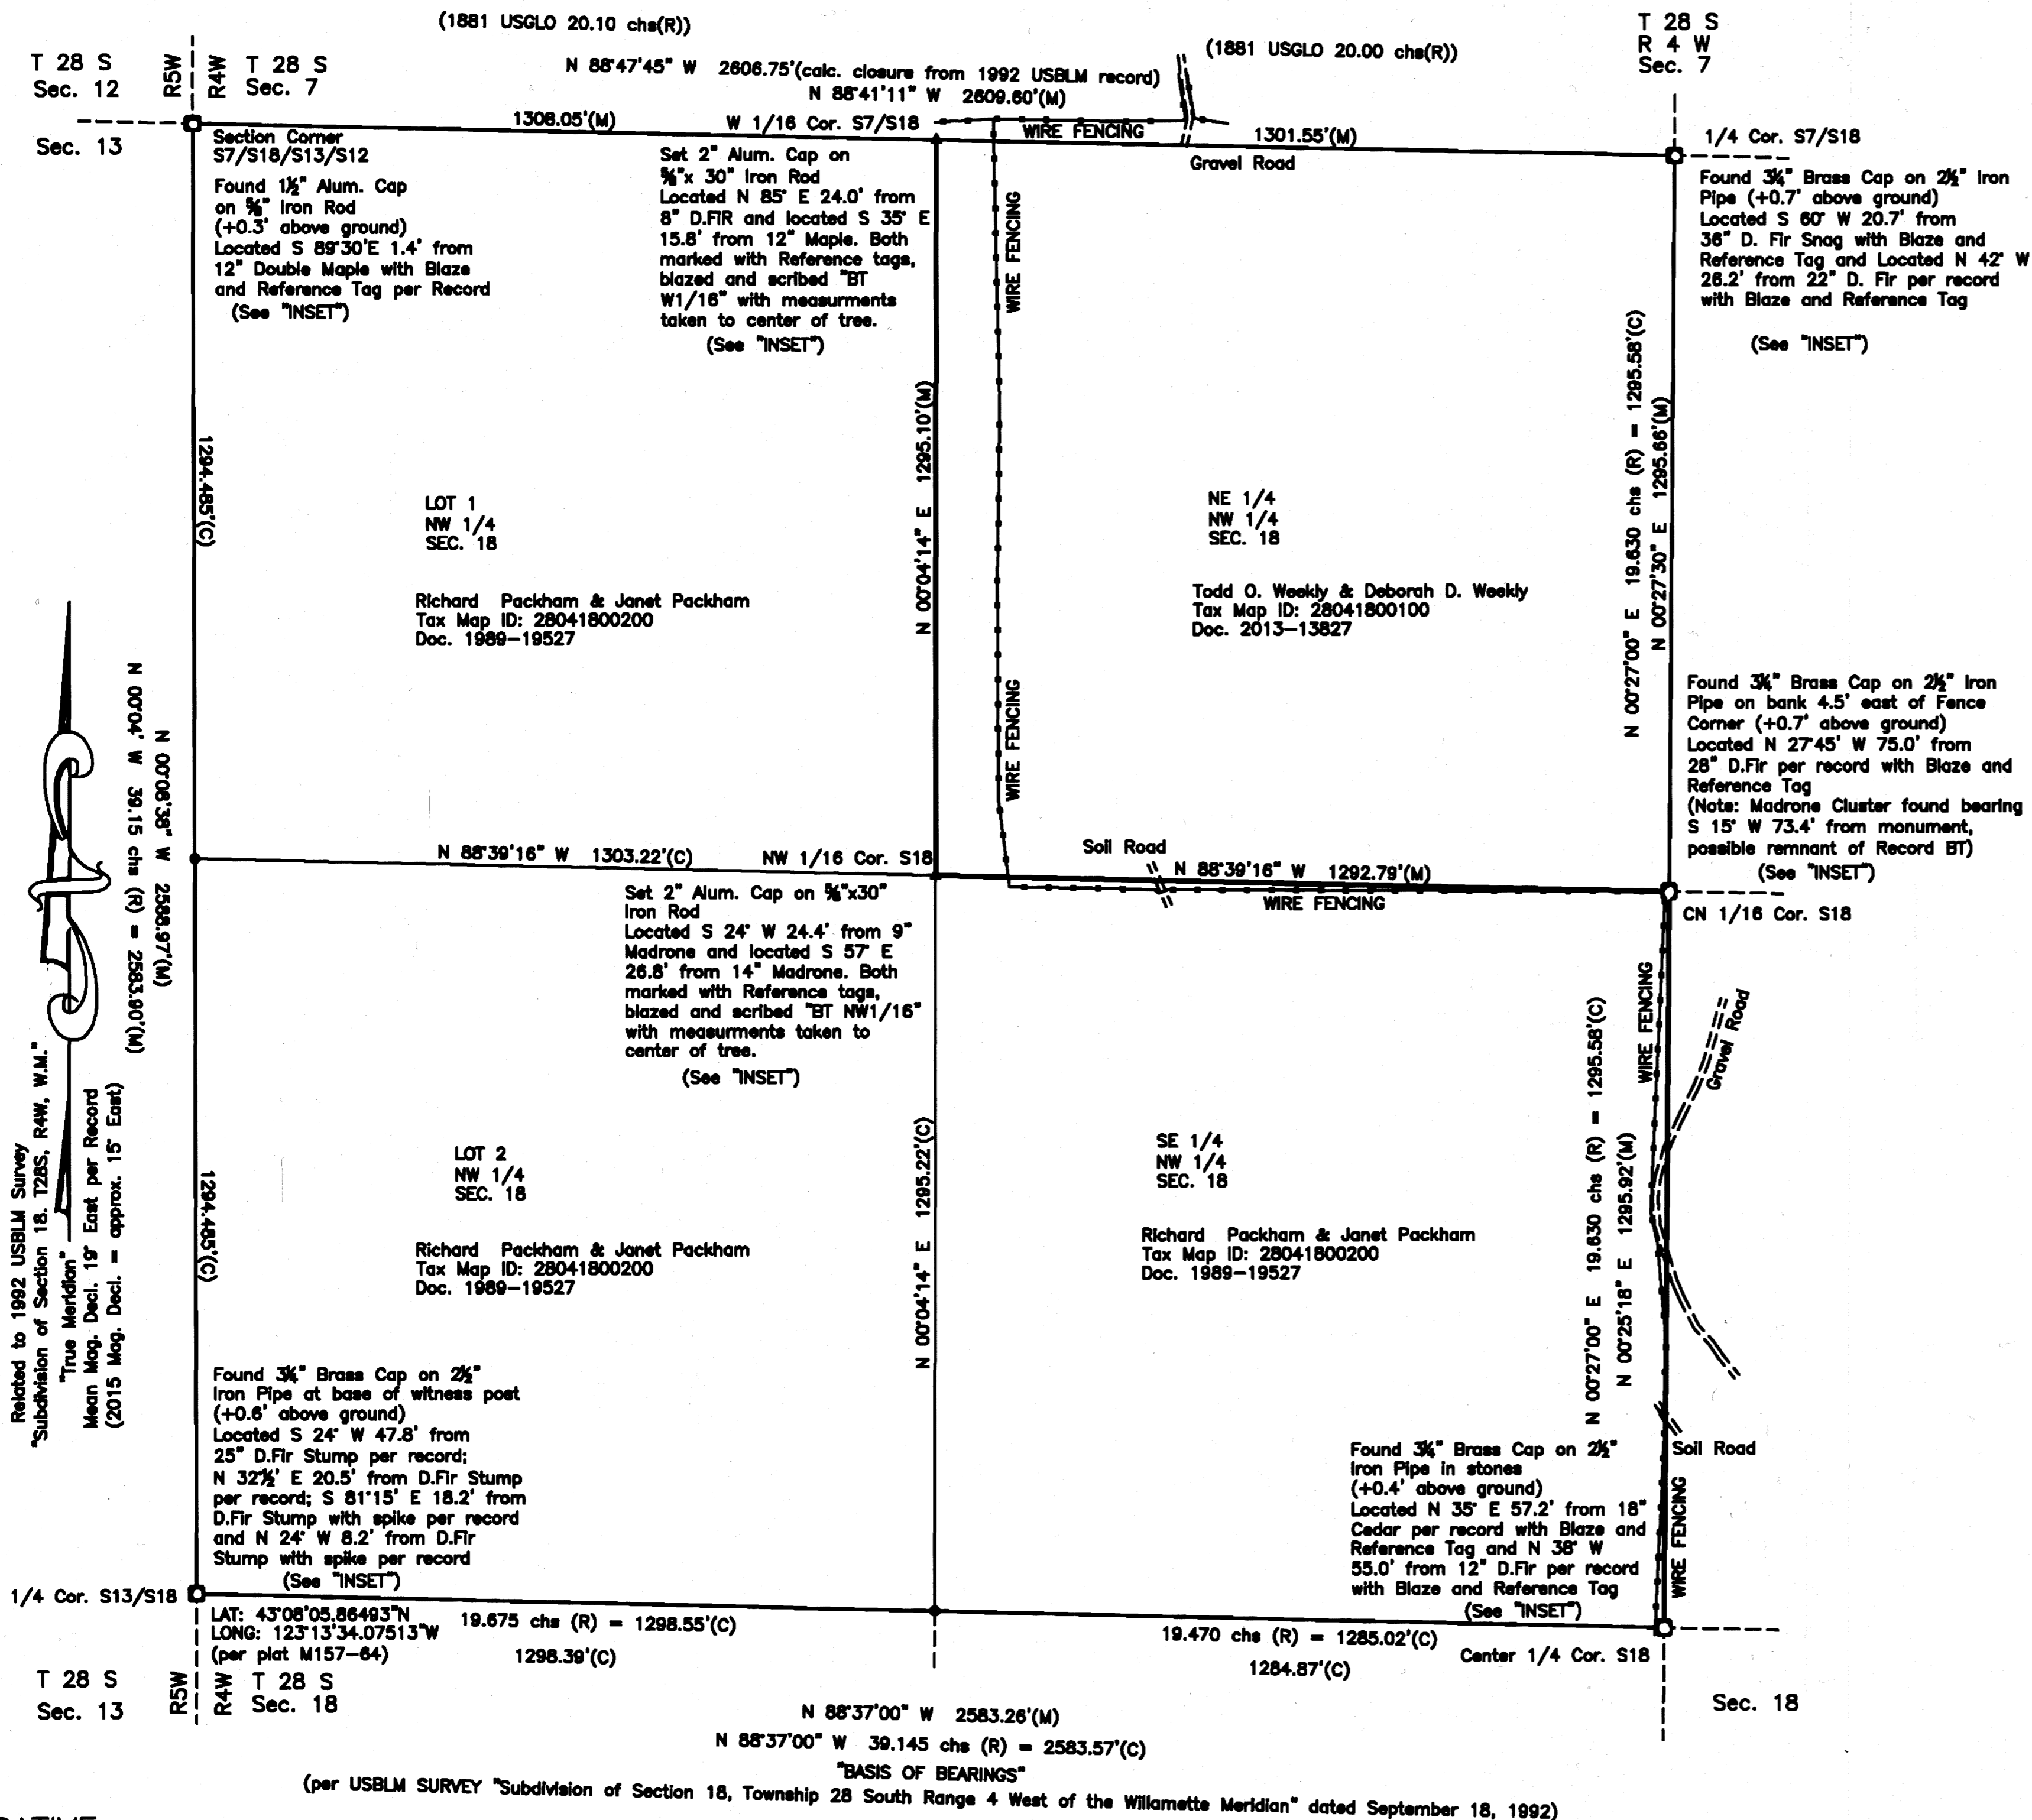 (1881 USGLO 20.10 chs(R))
(1881 USGLO 20.00 chs(R))
T 28 S
R 4 W
Sec. 7
T 28 S
Sec. 12
R5W
R4W
T 28 S
Sec. 7
N 88°47'45" W 2606.75'(calc. closure from 1992 USBLM record)
N 88°41'11" W 2609.60'(M)
Sec. 13
1308.05'(M)
W 1/16 Cor. S7/S18
WIRE FENCING
1301.55'(M)
Gravel Road
1/4 Cor. S7/S18
Section Corner
S7/S18/S13/S12
Found 1½" Alum. Cap
on ⅝" Iron Rod
(+0.3' above ground)
Located S 89°30'E 1.4' from
12" Double Maple with Blaze
and Reference Tag per Record
(See "INSET")
Set 2" Alum. Cap on
⅝"x 30" Iron Rod
Located N 85° E 24.0' from
8" D.FIR and located S 35° E
15.8' from 12" Maple. Both
marked with Reference tags,
blazed and scribed "BT
W1/16" with measurments
taken to center of tree.
(See "INSET")
WIRE FENCING
Found 3¼" Brass Cap on 2½" Iron
Pipe (+0.7' above ground)
Located S 60° W 20.7' from
36" D. Fir Snag with Blaze and
Reference Tag and Located N 42° W
26.2' from 22" D. Fir per record
with Blaze and Reference Tag
(See "INSET")
1294.485'(C)
N 00°04'14" E 1295.10'(M)
N 00°27'00" E 19.630 chs (R) = 1295.58'(C)
N 00°27'30" E 1295.66'(M)
LOT 1
NW 1/4
SEC. 18
Richard Packham & Janet Packham
Tax Map ID: 28041800200
Doc. 1989-19527
NE 1/4
NW 1/4
SEC. 18
Todd O. Weekly & Deborah D. Weekly
Tax Map ID: 28041800100
Doc. 2013-13827
WIRE FENCING
Found 3¼" Brass Cap on 2½" Iron
Pipe on bank 4.5' east of Fence
Corner (+0.7' above ground)
Located N 27°45' W 75.0' from
28" D.Fir per record with Blaze and
Reference Tag
(Note: Madrone Cluster found bearing
S 15° W 73.4' from monument,
possible remnant of Record BT)
(See "INSET")
N 00°08'38" W 2588.97'(M)
N 00°04' W 39.15 chs (R) = 2583.90'(M)
N 88°39'16" W 1303.22'(C)
NW 1/16 Cor. S18
Soil Road
N 88°39'16" W 1292.79'(M)
WIRE FENCING
CN 1/16 Cor. S18
Set 2" Alum. Cap on ⅝"x30"
Iron Rod
Located S 24° W 24.4' from 9"
Madrone and located S 57° E
26.8' from 14" Madrone. Both
marked with Reference tags,
blazed and scribed "BT NW1/16"
with measurments taken to
center of tree.
(See "INSET")
WIRE FENCING
Gravel Road
Related to 1992 USBLM Survey
"Subdivision of Section 18. T28S, R4W, W.M."
"True Meridian"
Mean Mag. Decl. 19° East per Record
(2015 Mag. Decl. = approx. 15° East)
1294.485'(C)
N 00°04'14" E 1295.22'(C)
N 00°27'00" E 19.630 chs (R) = 1295.58'(C)
N 00°25'18" E 1295.92'(M)
LOT 2
NW 1/4
SEC. 18
Richard Packham & Janet Packham
Tax Map ID: 28041800200
Doc. 1989-19527
SE 1/4
NW 1/4
SEC. 18
Richard Packham & Janet Packham
Tax Map ID: 28041800200
Doc. 1989-19527
Found 3¼" Brass Cap on 2½"
Iron Pipe at base of witness post
(+0.6' above ground)
Located S 24° W 47.8' from
25" D.Fir Stump per record;
N 32½' E 20.5' from D.Fir Stump
per record; S 81°15' E 18.2' from
D.Fir Stump with spike per record
and N 24° W 8.2' from D.Fir
Stump with spike per record
(See "INSET")
Found 3¼" Brass Cap on 2½"
Iron Pipe in stones
(+0.4' above ground)
Located N 35° E 57.2' from 18"
Cedar per record with Blaze and
Reference Tag and N 38° W
55.0' from 12" D.Fir per record
with Blaze and Reference Tag
(See "INSET")
Soil Road
WIRE FENCING
1/4 Cor. S13/S18
LAT: 43°08'05.86493"N
LONG: 123°13'34.07513"W
(per plat M157-64)
19.675 chs (R) = 1298.55'(C)
1298.39'(C)
19.470 chs (R) = 1285.02'(C)
1284.87'(C)
Center 1/4 Cor. S18
T 28 S
Sec. 13
R5W
R4W
T 28 S
Sec. 18
Sec. 18
N 88°37'00" W 2583.26'(M)
N 88°37'00" W 39.145 chs (R) = 2583.57'(C)
"BASIS OF BEARINGS"
(per USBLM SURVEY "Subdivision of Section 18, Township 28 South Range 4 West of the Willamette Meridian" dated September 18, 1992)